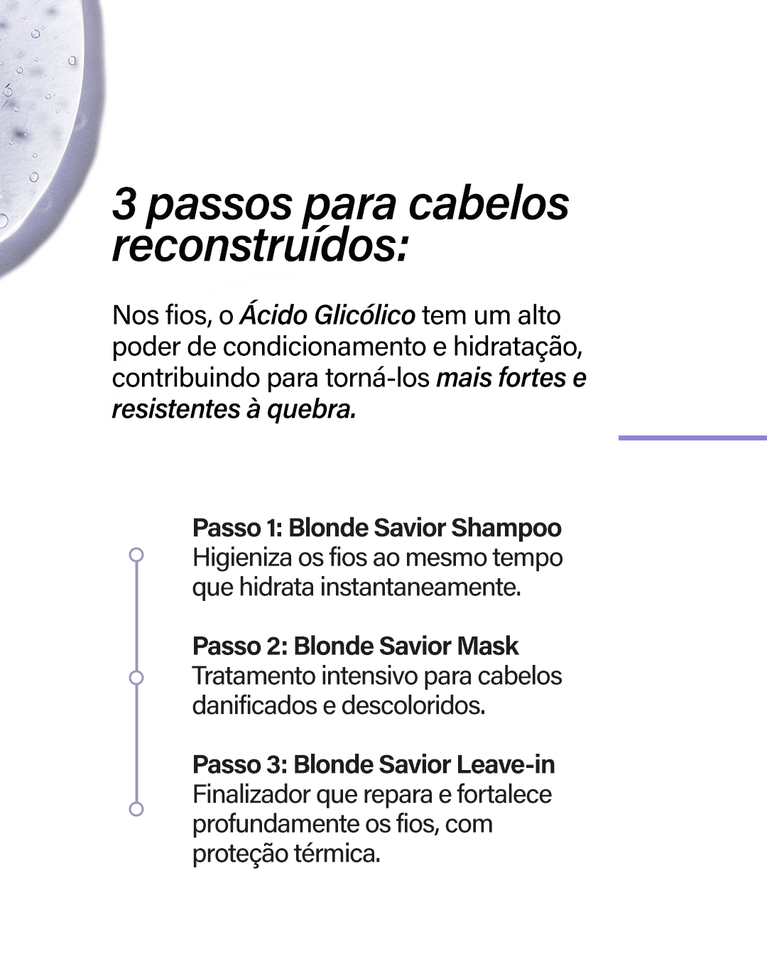 3 passos para cabelos
reconstruídos:
Nos fios, o Ácido Glicólico tem um alto
poder de condicionamento e hidratação,
contribuindo para torná-los mais fortes e
resistentes à quebra.
Passo 1: Blonde Savior Shampoo
Higieniza os fios ao mesmo tempo
que hidrata instantaneamente.
Passo 2: Blonde Savior Mask
Tratamento intensivo para cabelos
danificados e descoloridos.
Passo 3: Blonde Savior Leave-in
Finalizador que repara e fortalece
profundamente os fios, com
proteção térmica.